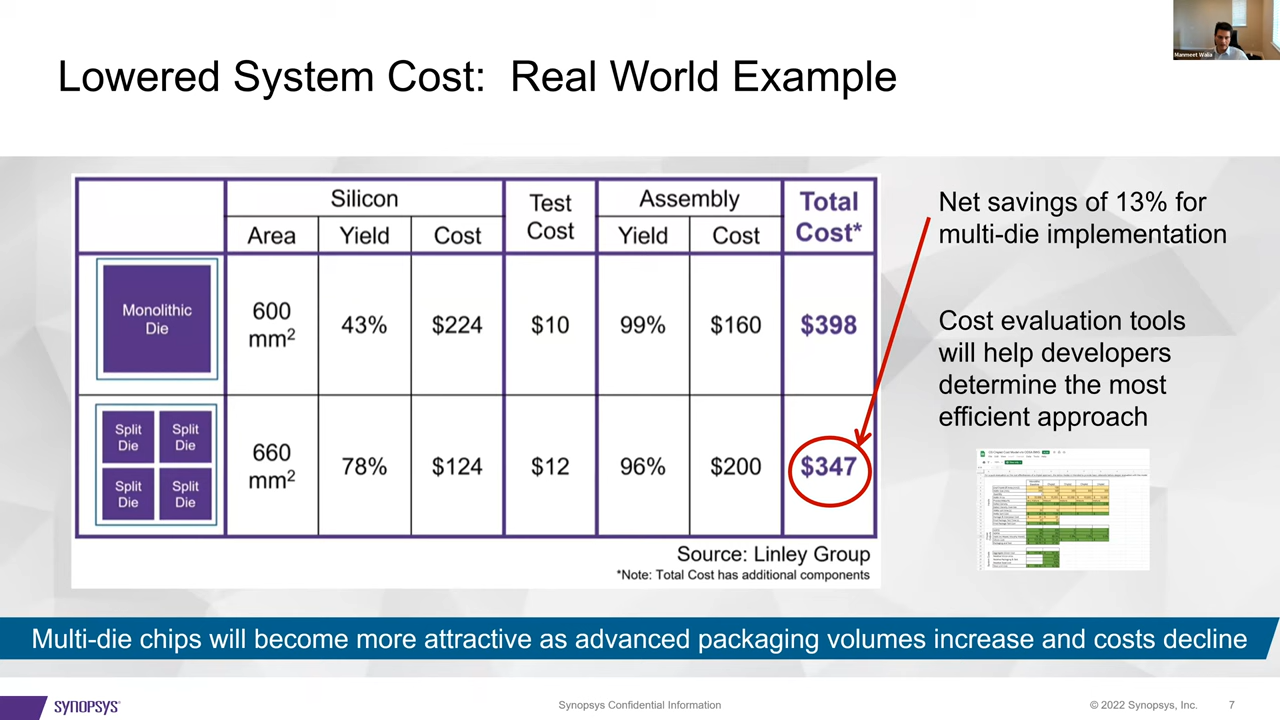 Manmeet Walia
Lowered System Cost: Real World Example
Silicon
Test
Cost
Assembly
Total
Cost*
Area
Yield
Cost
Yield
Cost
Monolithic
Die
600
mm²
43%
$224
$10
99%
$160
$398
Split
Die
Split
Die
Split
Die
Split
Die
660
mm²
78%
$124
$12
96%
$200
$347
Source: Linley Group
*Note: Total Cost has additional components
Net savings of 13% for
multi-die implementation
Cost evaluation tools
will help developers
determine the most
efficient approach
Multi-die chips will become more attractive as advanced packaging volumes increase and costs decline
SYNOPSYS®
Synopsys Confidential Information
© 2022 Synopsys, Inc.
7